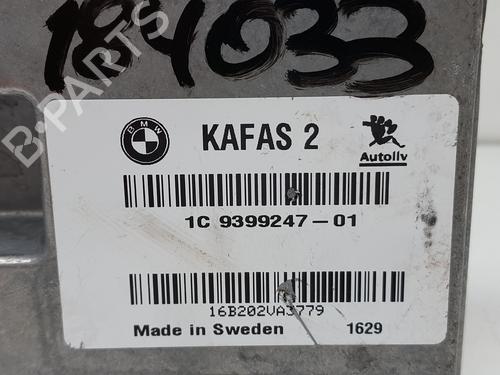 184033
B-PARTS
BMW
KAFAS 2
Autoliv
1C 9399247-01
16B202VA3779
Made in Sweden 1629